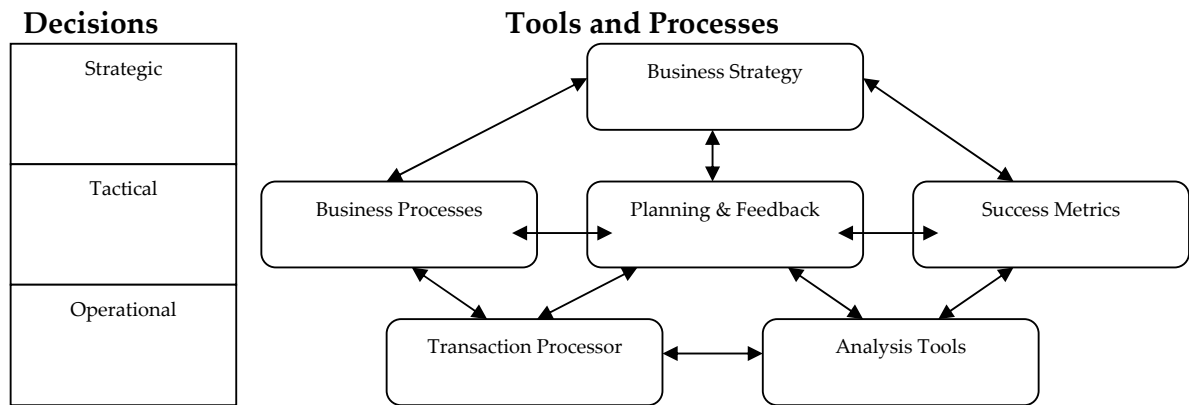 Decisions
Tools and Processes
Strategic
Business Strategy
Tactical
Business Processes
Planning & Feedback
Success Metrics
Operational
Transaction Processor
Analysis Tools